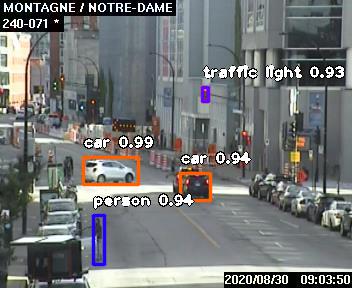 MONTAGNE / NOTRE-DAME
240-071 *
traffic light 0.93
car 0.99
car 0.94
person 0.94
2020/08/30 09:03:50